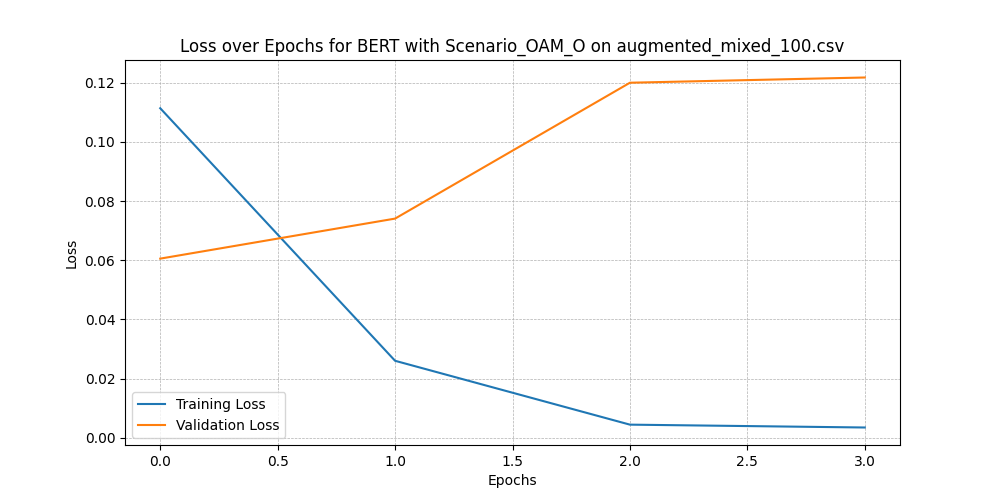 Loss over Epochs for BERT with Scenario_OAM_O on augmented_mixed_100.csv
0.12
0.10
0.08
0.06
0.04
0.02
0.00
Loss
Training Loss
Validation Loss
0.0 0.5 1.0 1.5 2.0 2.5 3.0
Epochs